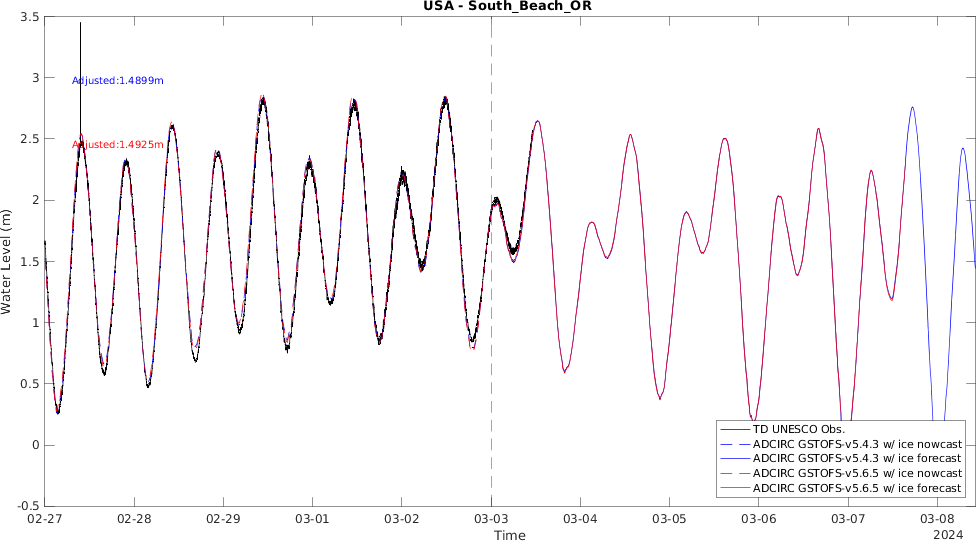 USA - South_Beach_OR
3.5
3
2.5
2
1.5
1
0.5
0
-0.5
Water Level (m)
Adjusted:1.4899m
Adjusted:1.4925m
TD UNESCO Obs.
ADCIRC GSTOFS-v5.4.3 w/ ice nowcast
ADCIRC GSTOFS-v5.4.3 w/ ice forecast
ADCIRC GSTOFS-v5.6.5 w/ ice nowcast
ADCIRC GSTOFS-v5.6.5 w/ ice forecast
02-27 02-28 02-29 03-01 03-02 03-03 03-04 03-05 03-06 03-07 03-08
Time
2024